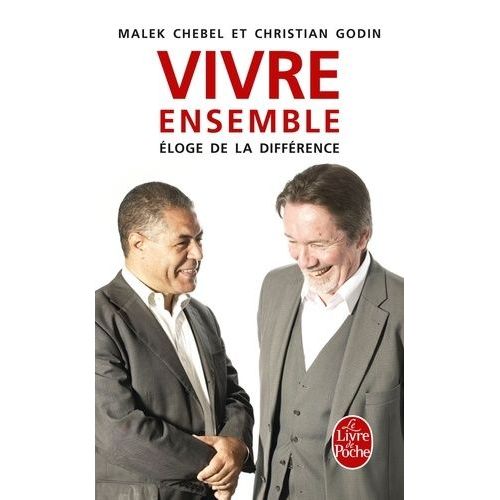 MALEK CHEBEL ET CHRISTIAN GODIN
VIVRE
ENSEMBLE
ÉLOGE DE LA DIFFÉRENCE
Le
Livre
de
Poche